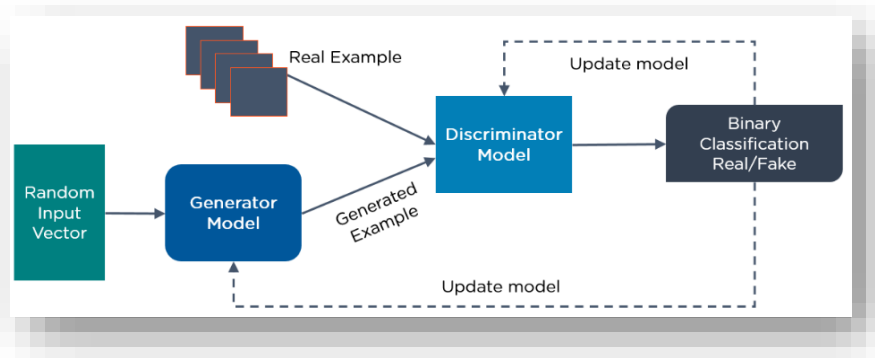 Real Example
Update model
Discriminator
Model
Binary
Classification
Real/Fake
Random
Input
Vector
Generator
Model
Generated
Example
Update model